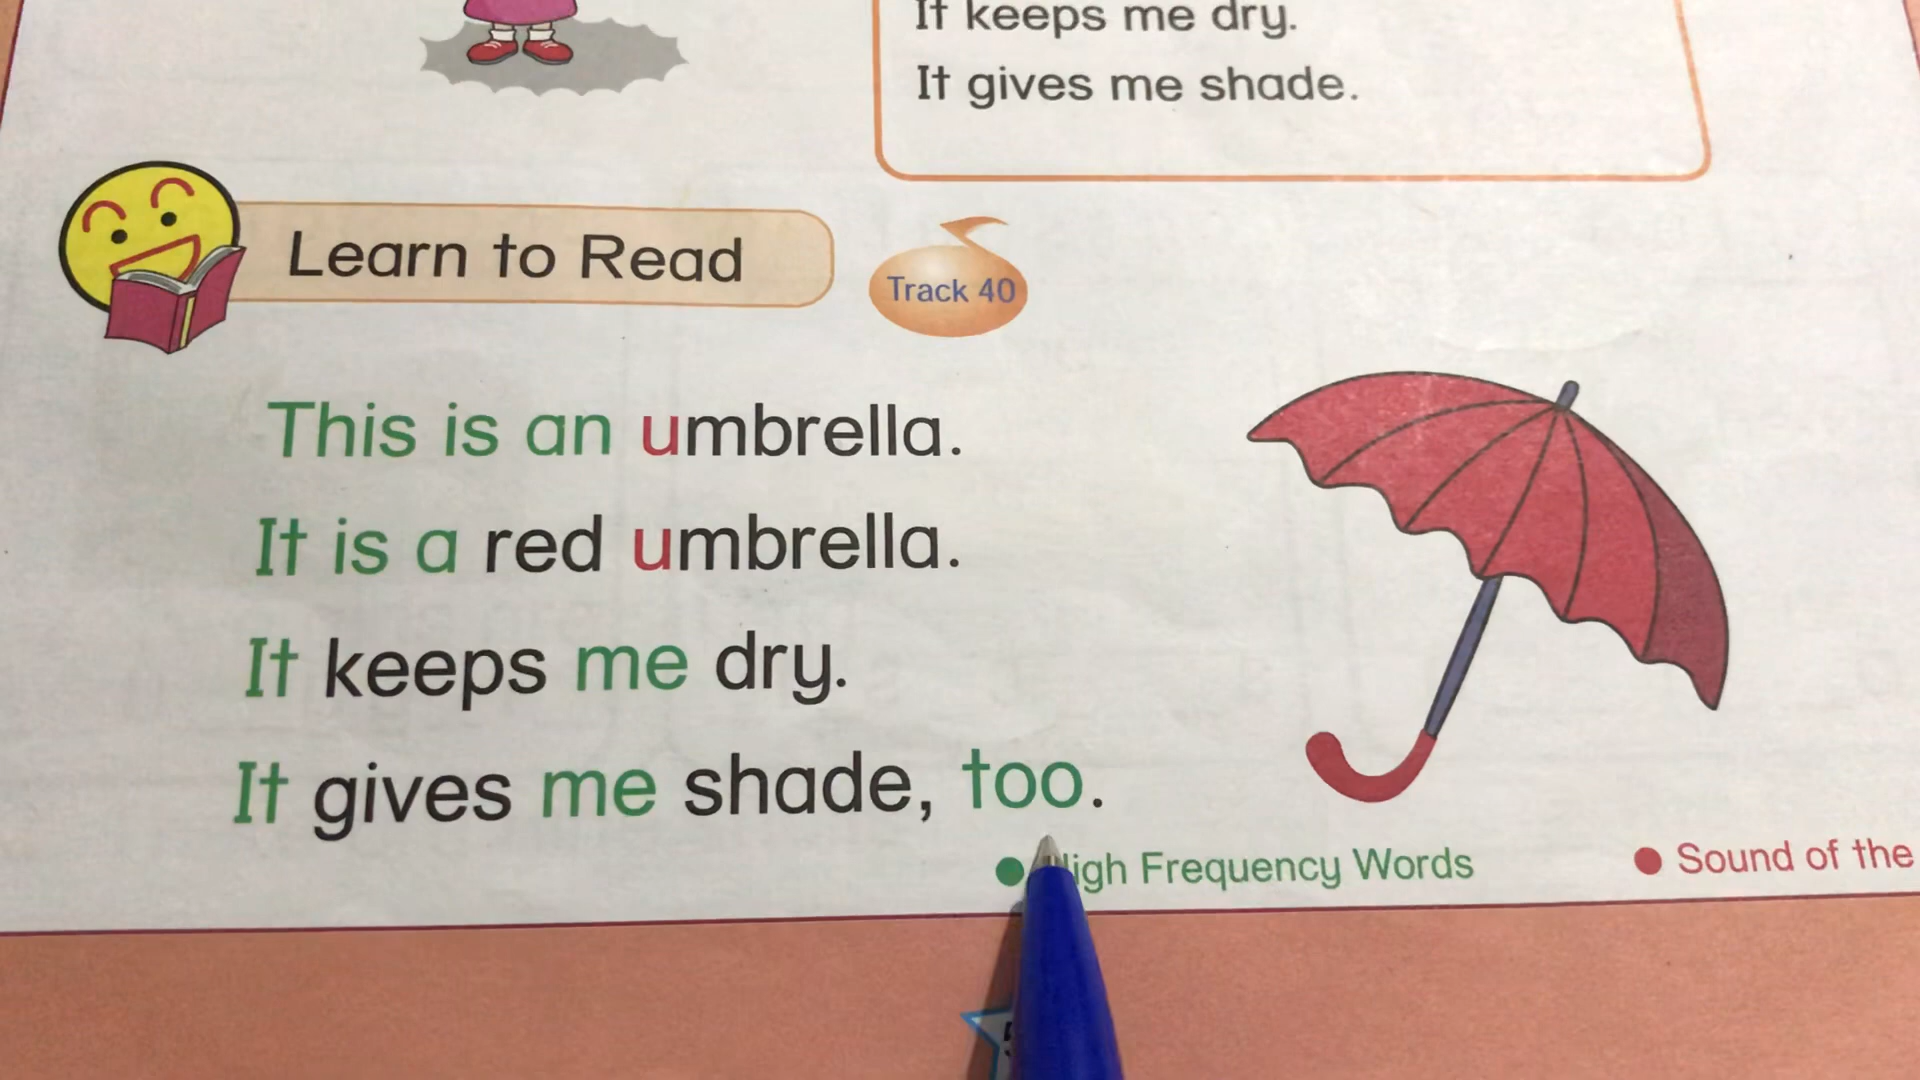 It keeps me dry.
It gives me shade.
Learn to Read
Track 40
This is an umbrella.
It is a red umbrella.
It keeps me dry.
It gives me shade, too.
Frequency Words
Sound of the